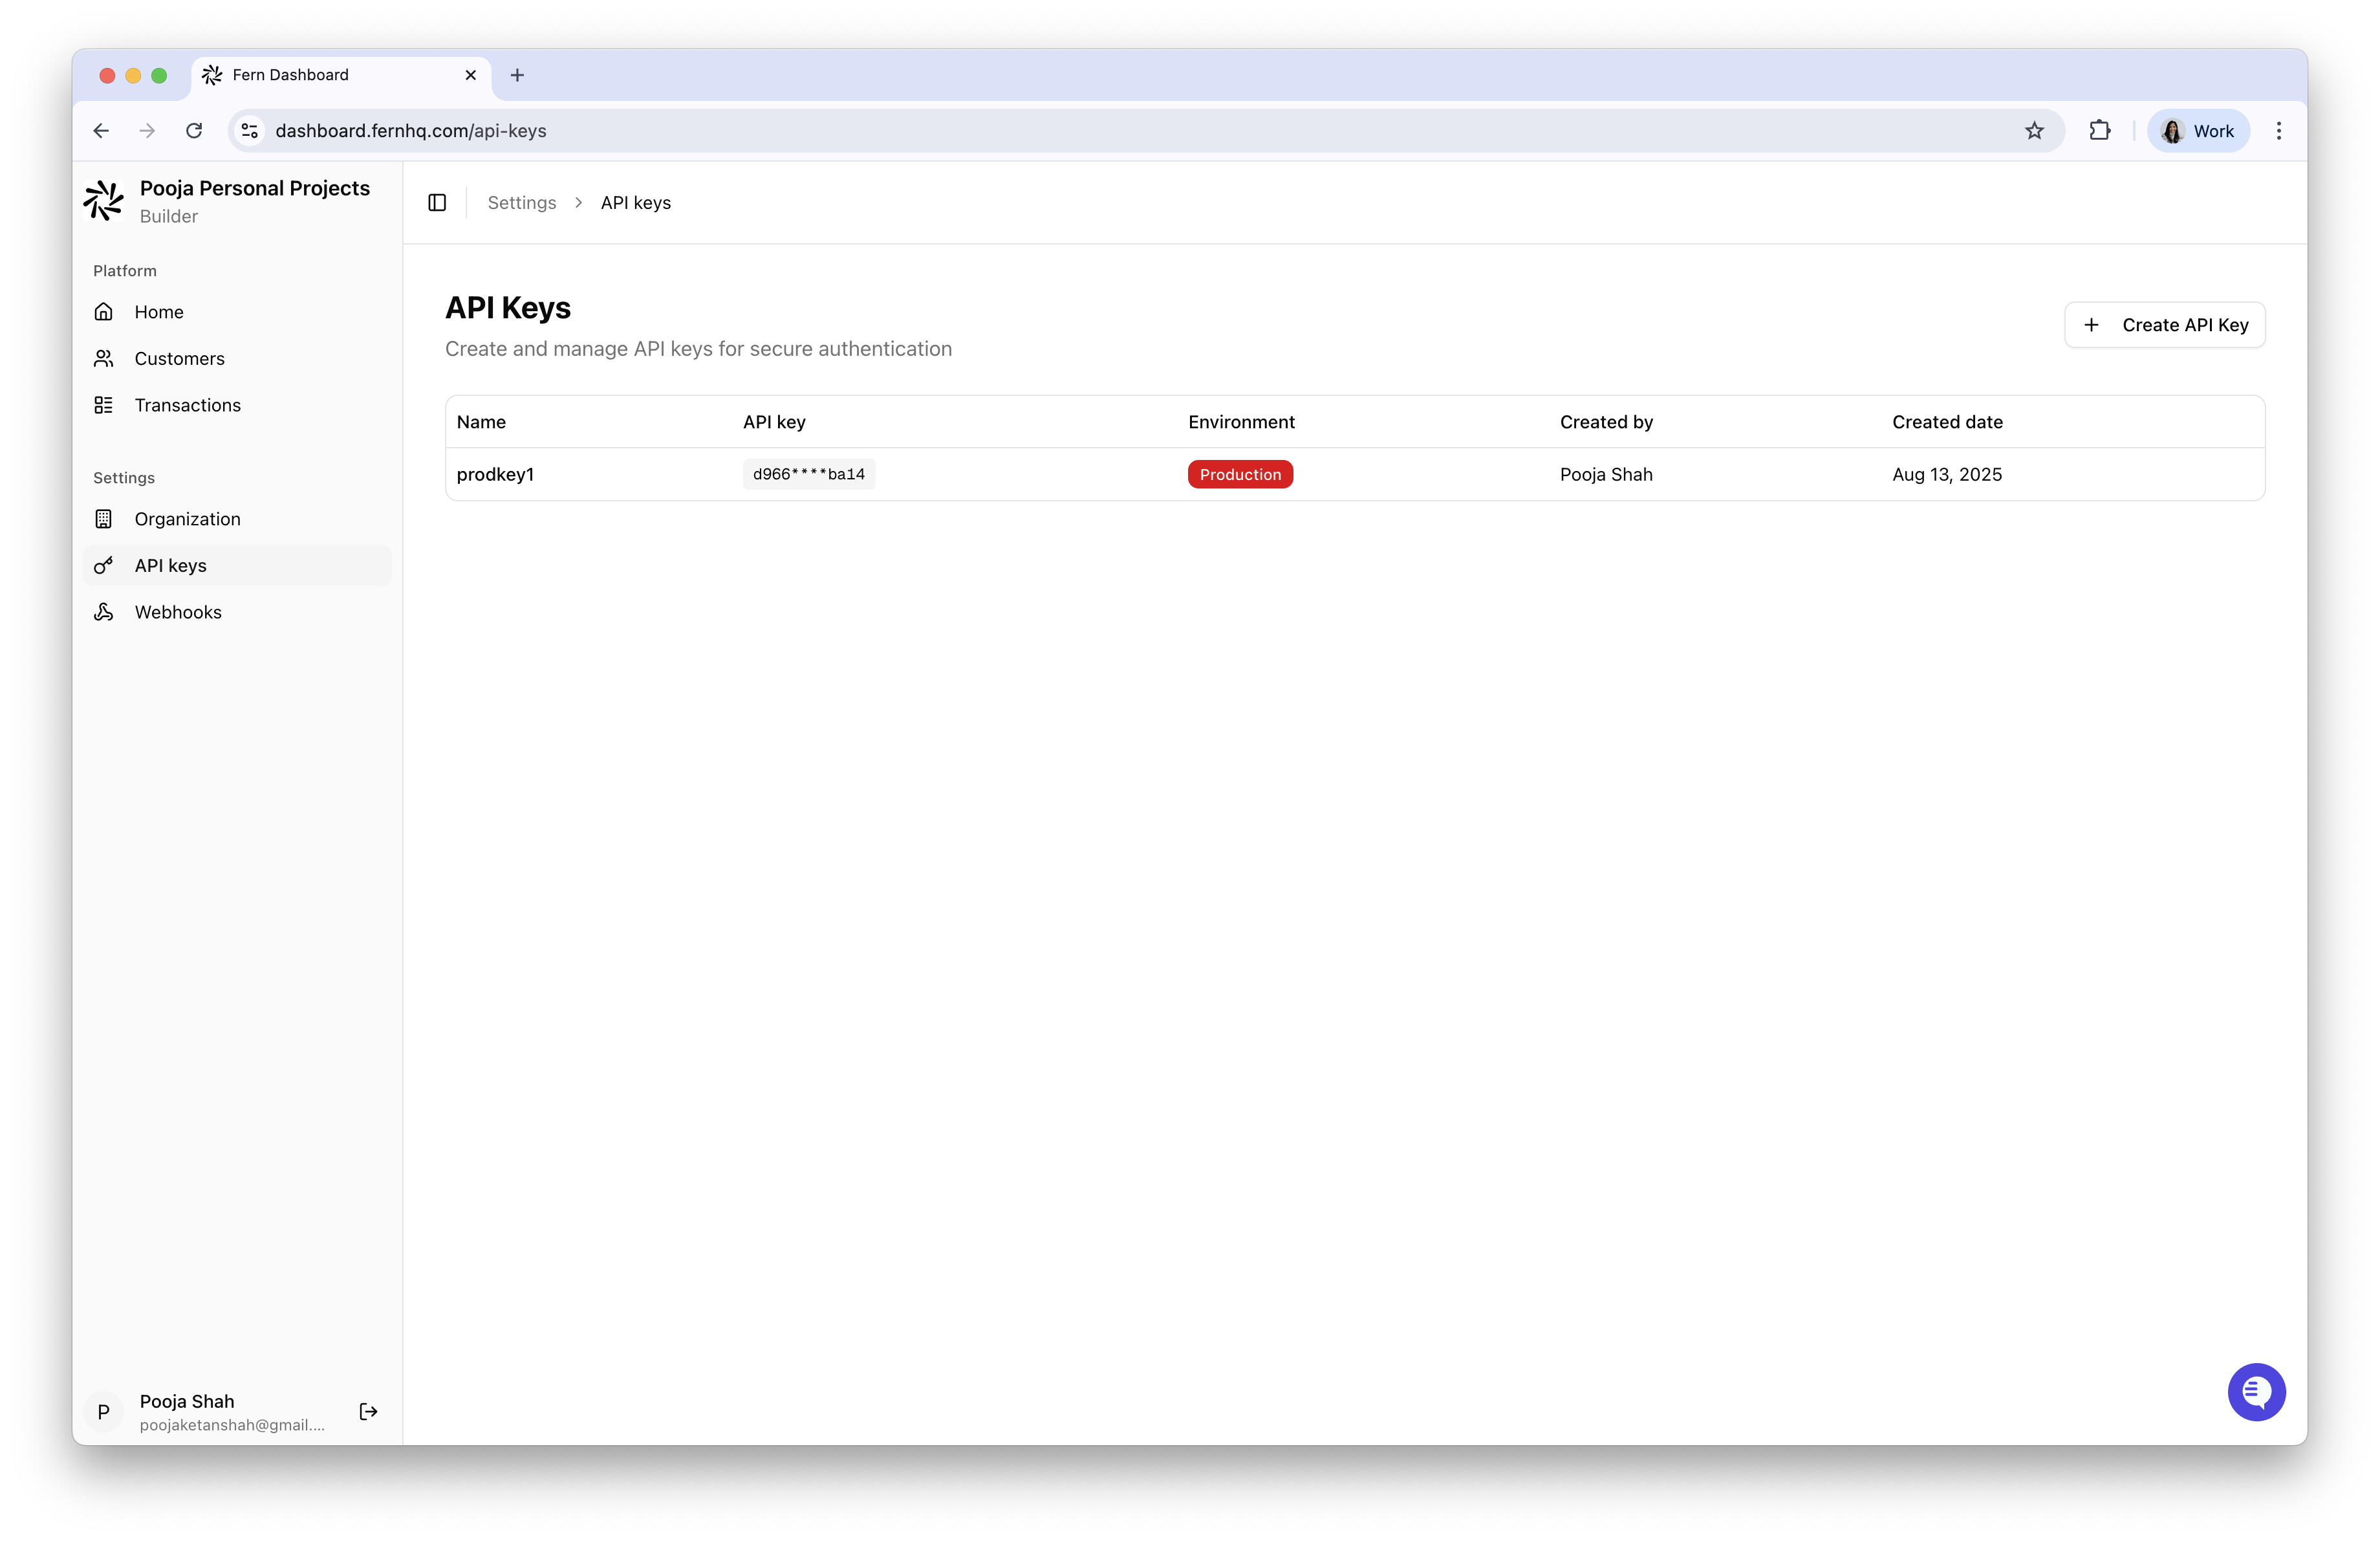 Fern Dashboard
dashboard.fernhq.com/api-keys
Work
Pooja Personal Projects
Builder
Platform
Home
Customers
Transactions
Settings
Organization
API keys
Webhooks
Pooja Shah
poojaketanshah@gmail....
P
Settings > API keys
API Keys
Create and manage API keys for secure authentication
+ Create API Key
Name API key Environment Created by Created date
prodkey1 d966****ba14 Production Pooja Shah Aug 13, 2025